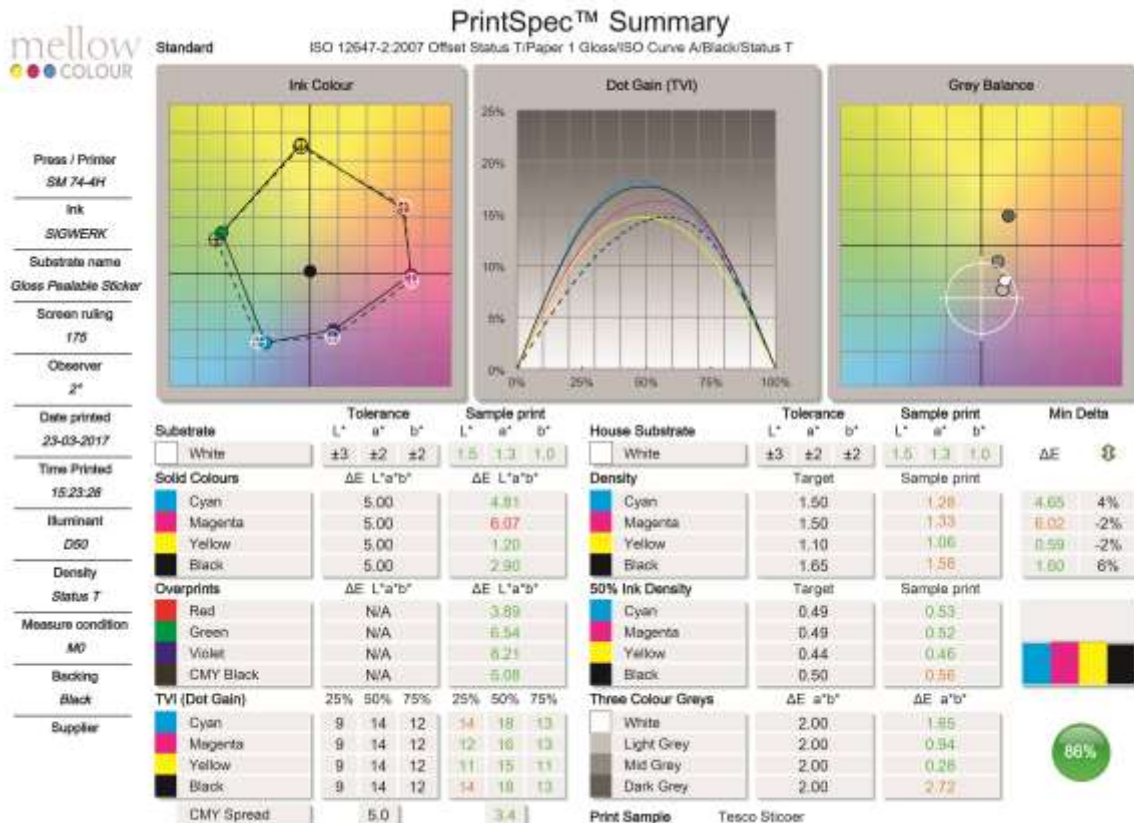 PrintSpec™ Summary
mellow
COLOUR
Standard ISO 12647-2:2007 Offset Status T/Paper 1 Gloss/ISO Curve A/Black/Status T
Press / Printer
SM 74-4H
Ink
SIGWERK
Substrate name
Gloss Pealable Sticker
Screen ruling
175
Observer
2°
Date printed
23-03-2017
Time Printed
15:23:28
Illuminant
D50
Density
Status T
Measure condition
M0
Backing
Black
Supplier
Ink Colour
Dot Gain (TVI)
25%
20%
15%
10%
5%
0%
0% 25% 50% 75% 100%
Grey Balance
Tolerance Sample print
Substrate L* a* b* L* a* b*
White ±3 ±2 ±2 1.5 1.3 1.0
Solid Colours ΔE L*a*b* ΔE L*a*b*
Cyan 5.00 4.81
Magenta 5.00 6.07
Yellow 5.00 1.20
Black 5.00 2.90
Overprints ΔE L*a*b* ΔE L*a*b*
Red N/A 3.89
Green N/A 6.54
Violet N/A 8.21
CMY Black N/A 5.08
TVI (Dot Gain) 25% 50% 75% 25% 50% 75%
Cyan 9 14 12 14 18 13
Magenta 9 14 12 12 16 13
Yellow 9 14 12 11 15 11
Black 9 14 12 14 18 13
CMY Spread 5.0 3.4
Tolerance Sample print Min Delta
House Substrate L* a* b* L* a* b*
White ±3 ±2 ±2 1.5 1.3 1.0 ΔE
Density Target Sample print
Cyan 1.50 1.28 4.65 4%
Magenta 1.50 1.33 6.02 -2%
Yellow 1.10 1.06 0.59 -2%
Black 1.65 1.56 1.60 6%
50% Ink Density Target Sample print
Cyan 0.49 0.53
Magenta 0.49 0.52
Yellow 0.44 0.46
Black 0.50 0.56
Three Colour Greys ΔE a*b* ΔE a*b*
White 2.00 1.65
Light Grey 2.00 0.94
Mid Grey 2.00 0.28
Dark Grey 2.00 2.72
86%
Print Sample Tesco Sticoer